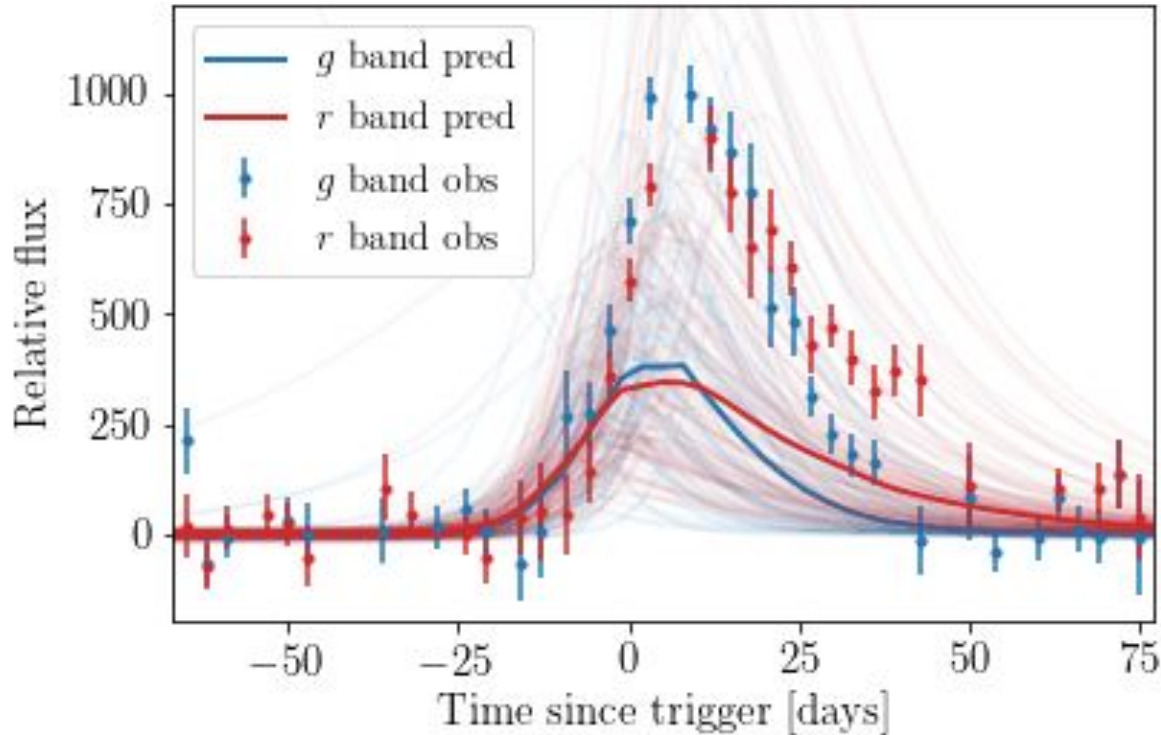 g band pred
r band pred
g band obs
r band obs
1000
750
500
250
0
Relative flux
−50
−25
0
25
50
75
Time since trigger [days]